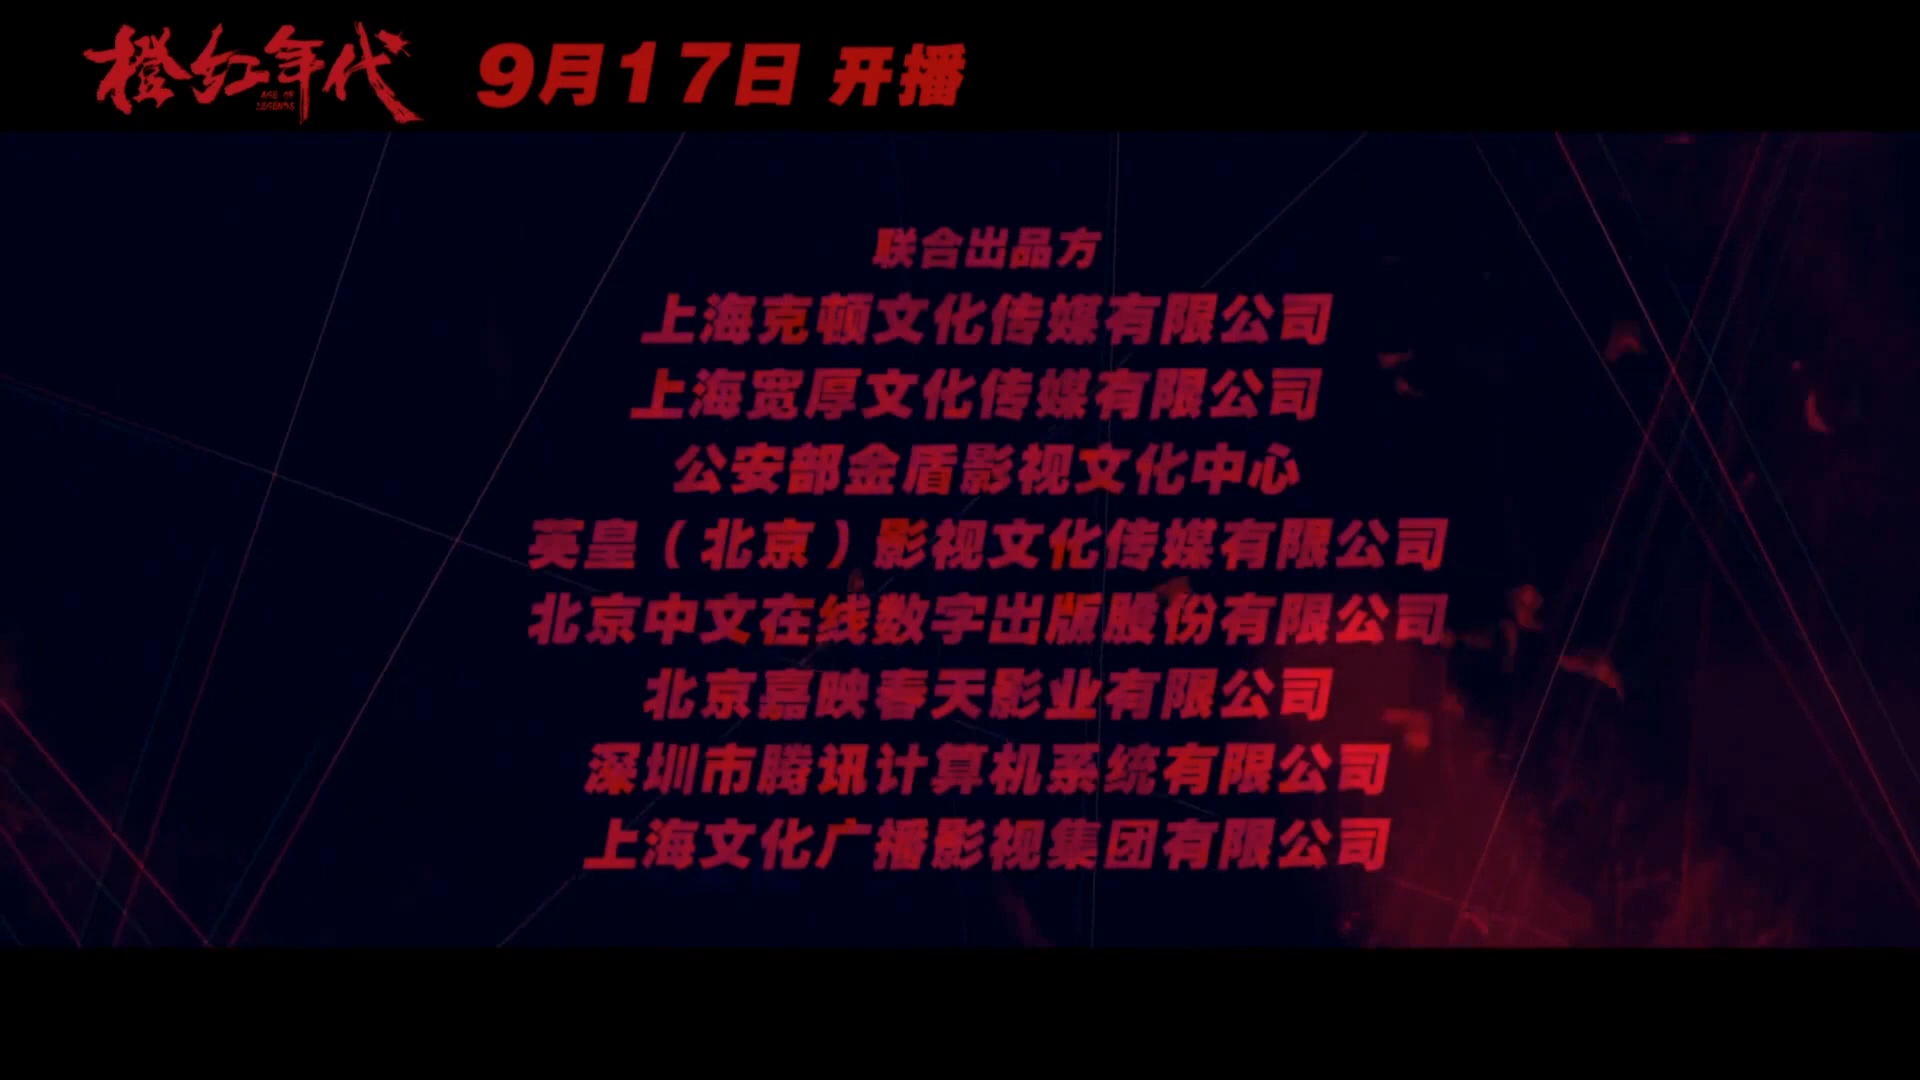 橙红年代
AGE OF
LEGENDS
9月17日 开播
联合出品方
上海克顿文化传媒有限公司
上海宽厚文化传媒有限公司
公安部金盾影视文化中心
英皇（北京）影视文化传媒有限公司
北京中文在线数字出版股份有限公司
北京嘉映春天影业有限公司
深圳市腾讯计算机系统有限公司
上海文化广播影视集团有限公司